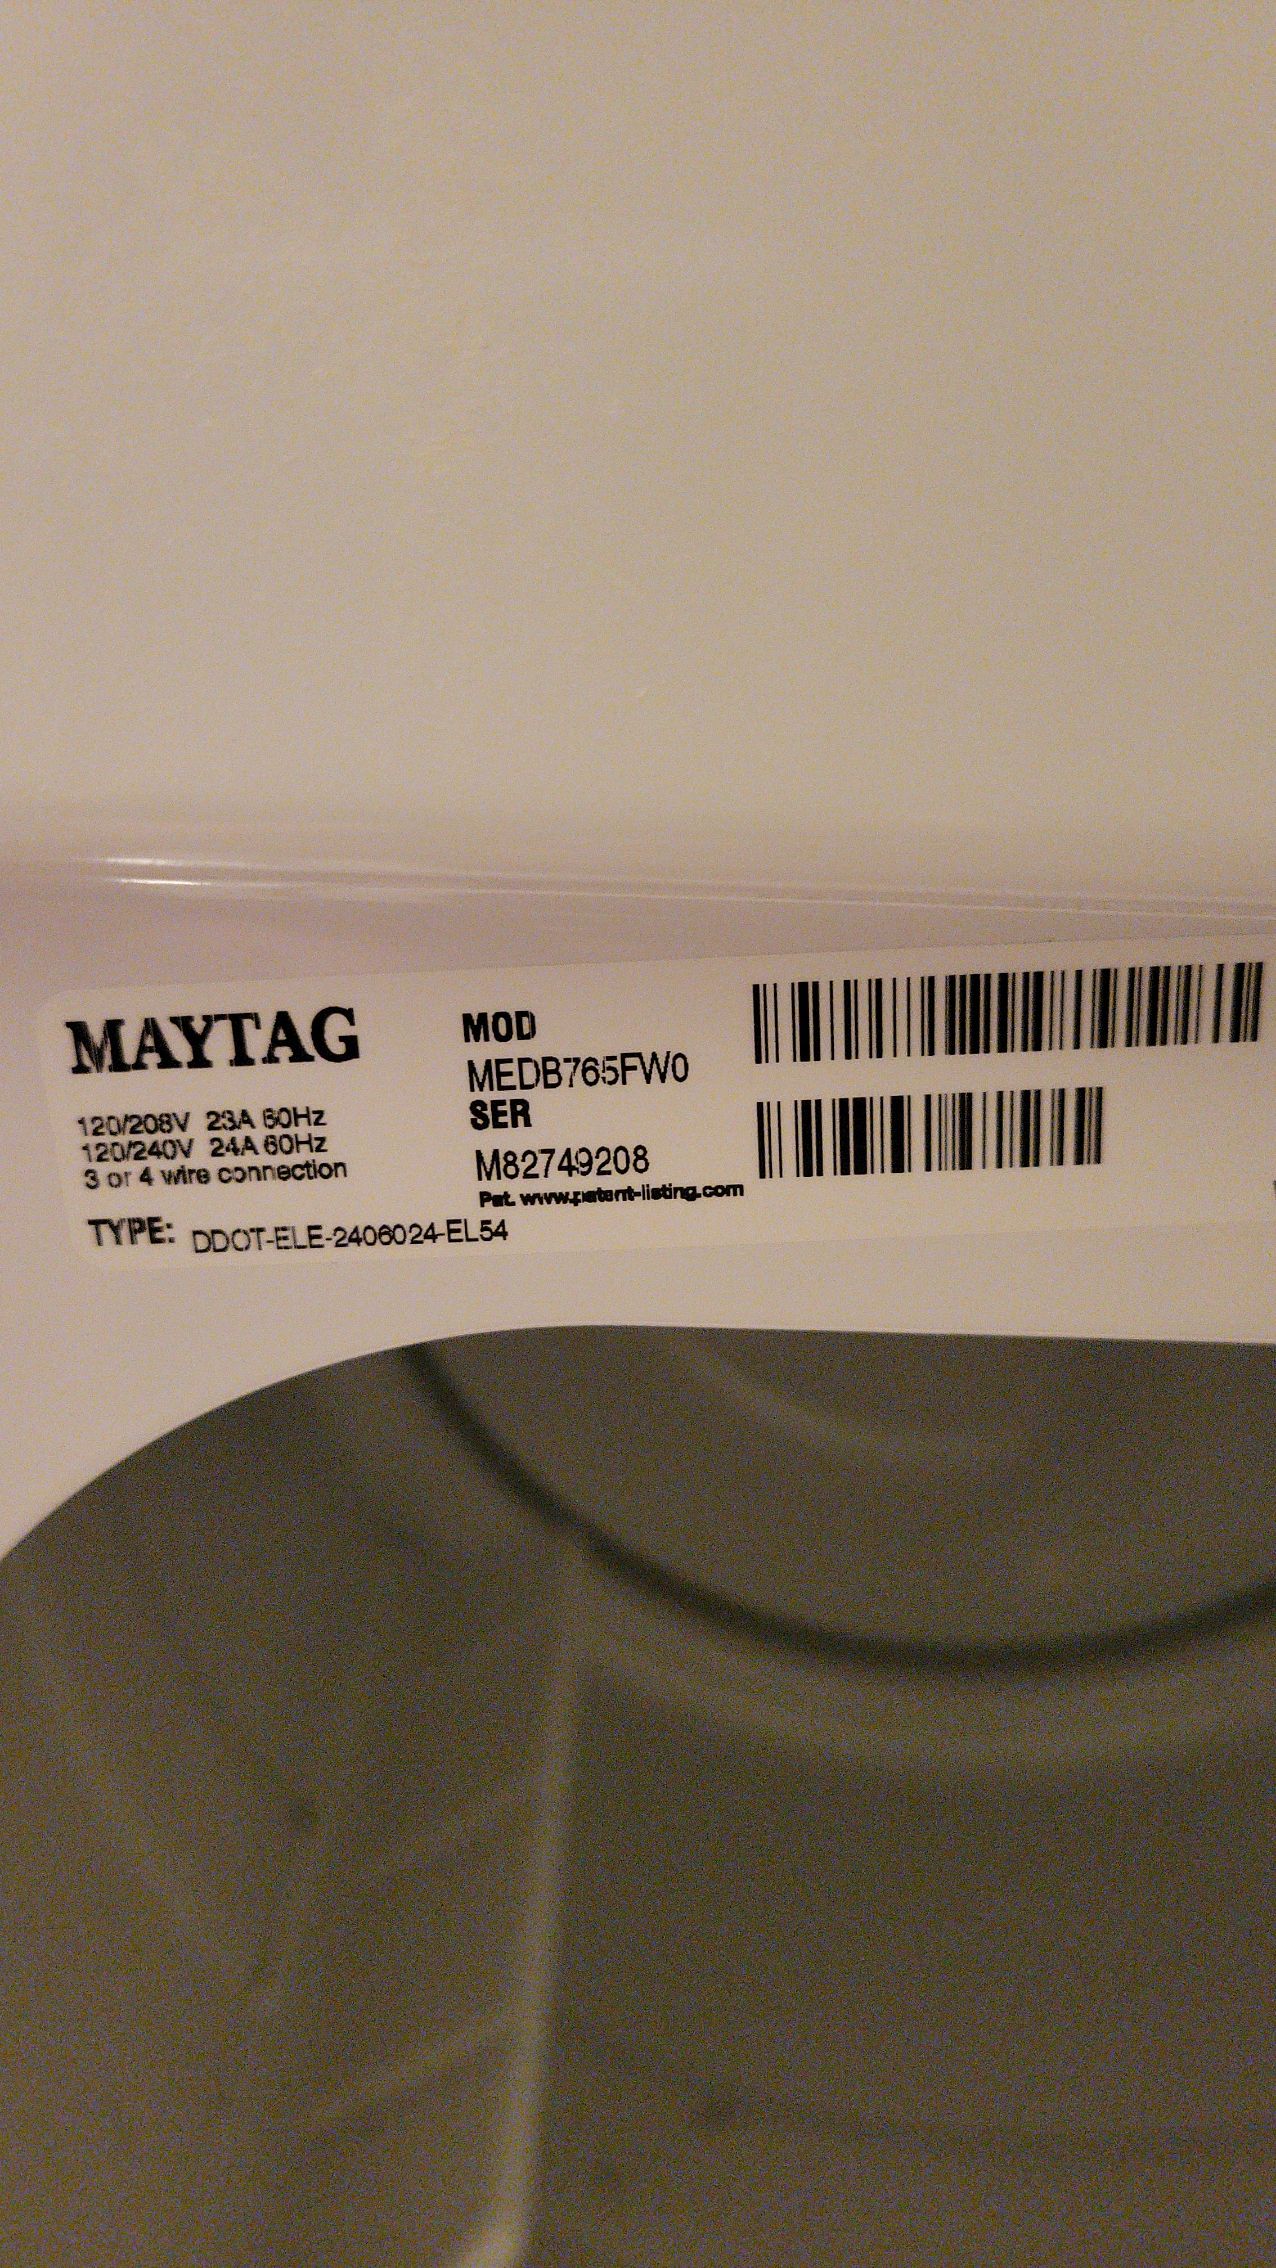 MAYTAG
120/208V 23A 60Hz
120/240V 24A 60Hz
3 or 4 wire connection
TYPE: DDOT-ELE-2406024-EL54
MOD
MEDB765FW0
SER
M82749208
Pat. www.patent-listing.com